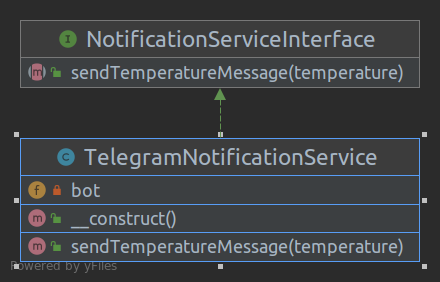 I NotificationServiceInterface
m sendTemperatureMessage(temperature)
C TelegramNotificationService
f bot
m __construct()
m sendTemperatureMessage(temperature)
Powered by yFiles